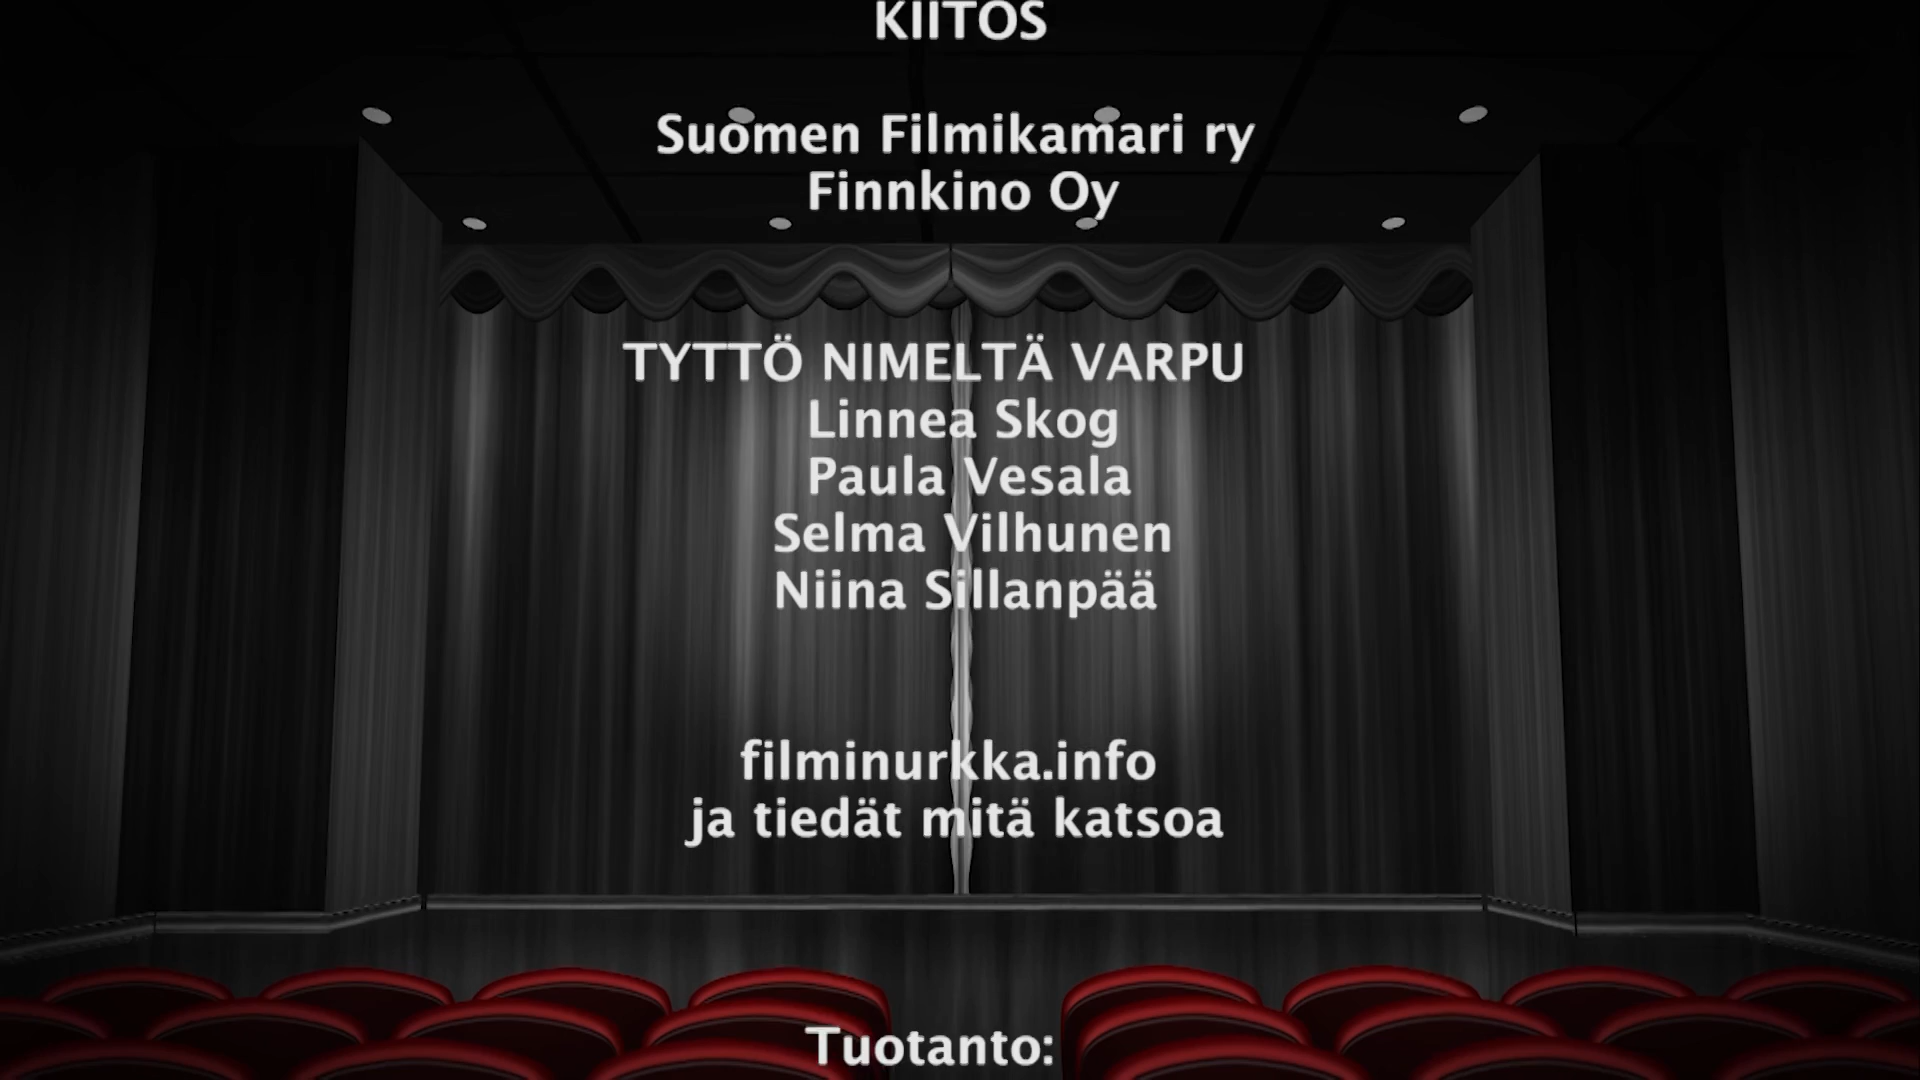 KIITOS
Suomen Filmikamari ry
Finnkino Oy
TYTTÖ NIMELTÄ VARPU
Linnea Skog
Paula Vesala
Selma Vilhunen
Niina Sillanpää
filminurkka.info
ja tiedät mitä katsoa
Tuotanto: